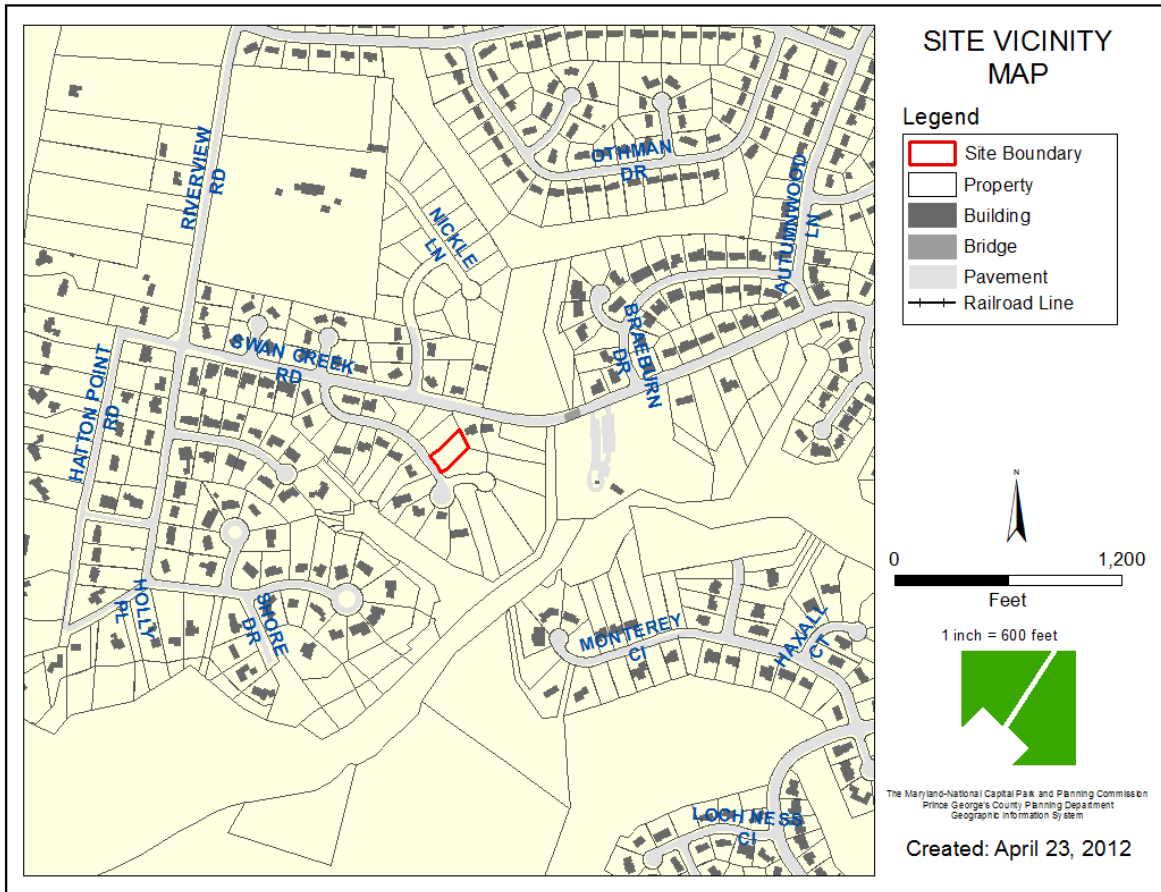 SITE VICINITY
MAP
Legend
Site Boundary
Property
Building
Bridge
Pavement
Railroad Line
RIVERVIEW
RD
OTHMAN
DR
NICKLE
LN
AUTUMNWOOD
LN
SWAN CREEK
RD
BRAEBURN
DR
HATTON POINT
RD
HOLLY
PL
SHORE
DR
MONTEREY
CI
HAXALL
CT
LOCH NESS
CI
N
0 1,200
Feet
1 inch = 600 feet
The Maryland-National Capital Park and Planning Commission
Prince George's County Planning Department
Geographic Information System
Created: April 23, 2012